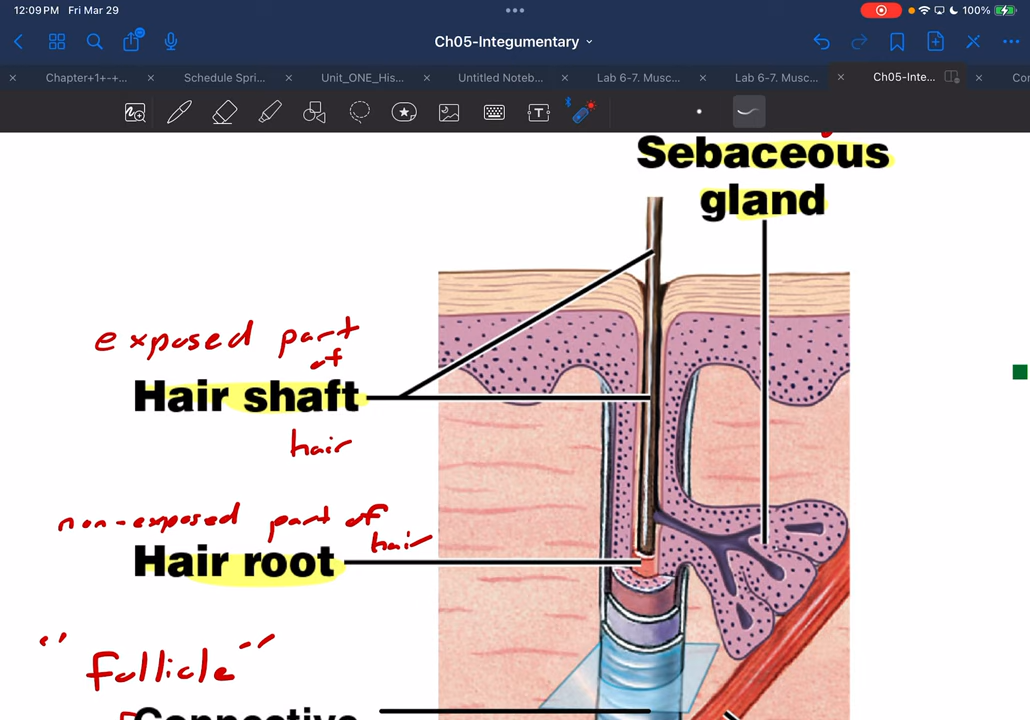 12:09 PM Fri Mar 29
100%
Ch05-Integumentary
Chapter+1+-+...
Schedule Spri...
Unit_ONE_His...
Untitled Noteb...
Lab 6-7. Musc...
Lab 6-7. Musc...
Ch05-Inte...
Con
Sebaceous
gland
exposed part
of
Hair shaft
hair
non-exposed part of
hair
Hair root
"follicle"
Connective